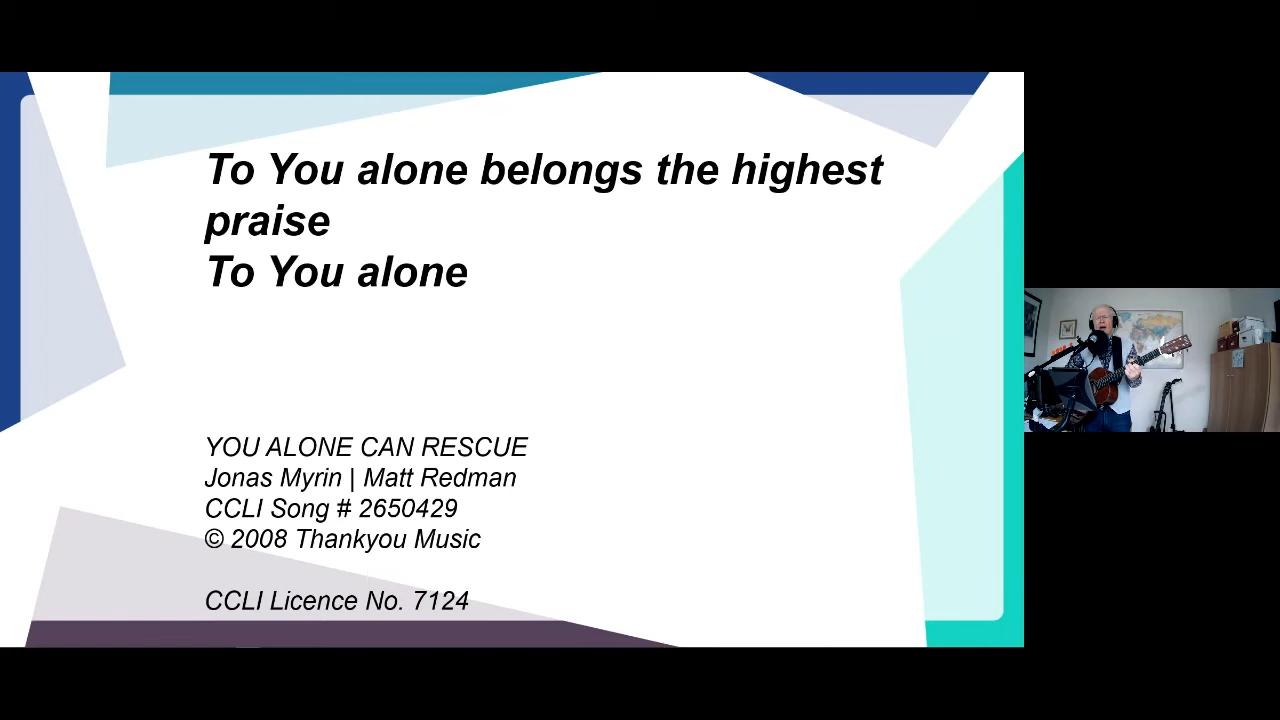 To You alone belongs the highest
praise
To You alone
YOU ALONE CAN RESCUE
Jonas Myrin | Matt Redman
CCLI Song # 2650429
© 2008 Thankyou Music
CCLI Licence No. 7124